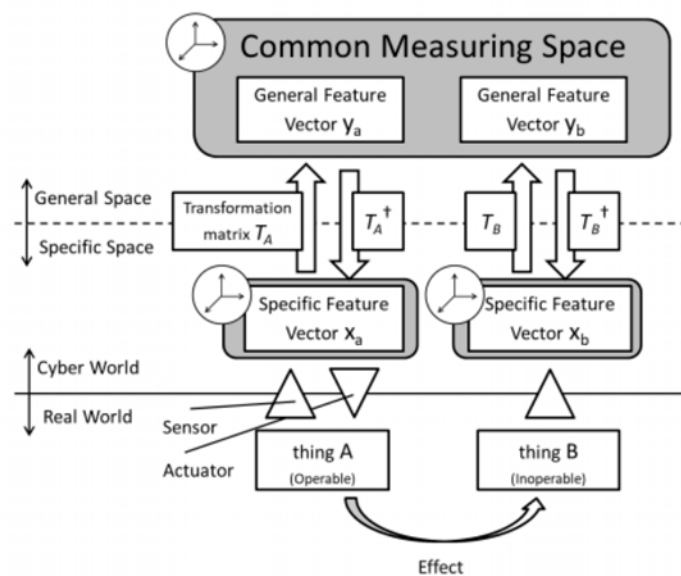 Common Measuring Space
General Feature
Vector ya
General Feature
Vector yb
General Space
Specific Space
Transformation
matrix TA
TA†
TB
TB†
Specific Feature
Vector xa
Specific Feature
Vector xb
Cyber World
Real World
Sensor
Actuator
thing A
(Operable)
thing B
(Inoperable)
Effect